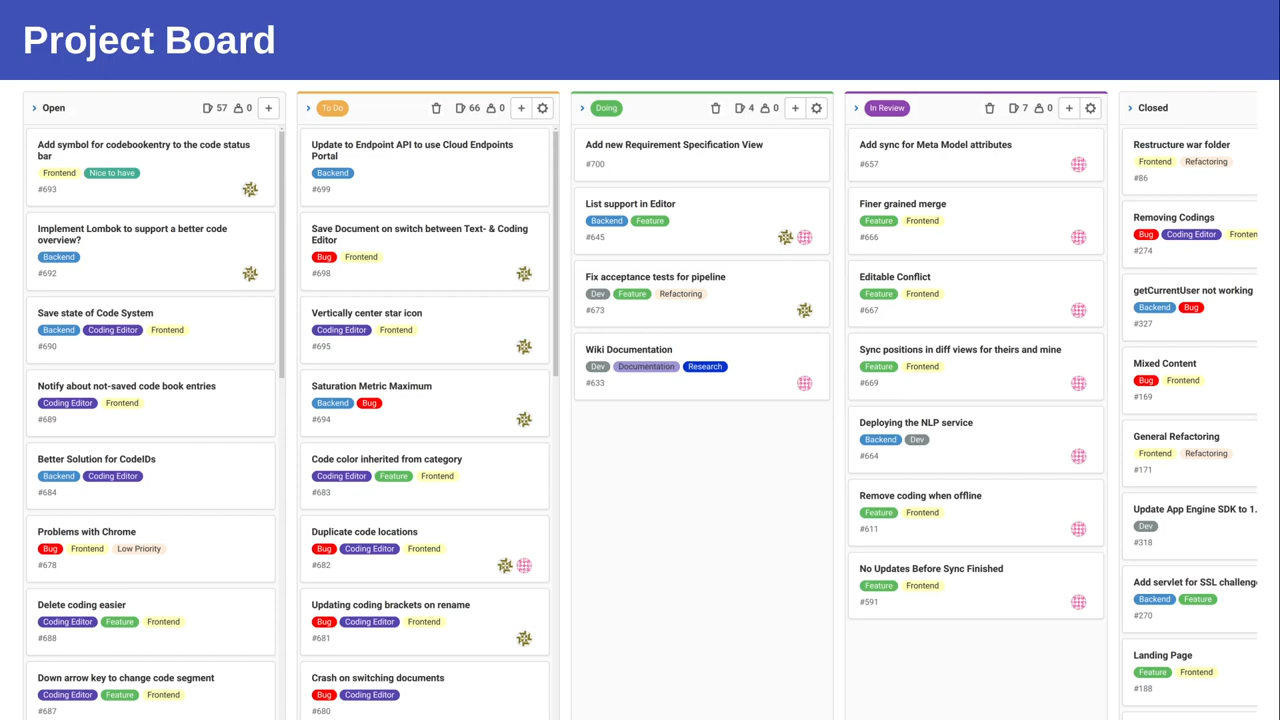 Project Board
Open 57 0
Add symbol for codebookentry to the code status
bar
Frontend Nice to have
#693
Implement Lombok to support a better code
overview?
Backend
#692
Save state of Code System
Backend Coding Editor Frontend
#690
Notify about not-saved code book entries
Coding Editor Frontend
#689
Better Solution for CodeIDs
Backend Coding Editor
#684
Problems with Chrome
Bug Frontend Low Priority
#678
Delete coding easier
Coding Editor Feature Frontend
#688
Down arrow key to change code segment
Coding Editor Feature Frontend
#687
To Do 66 0
Update to Endpoint API to use Cloud Endpoints
Portal
Backend
#699
Save Document on switch between Text- & Coding
Editor
Bug Frontend
#698
Vertically center star icon
Coding Editor Frontend
#695
Saturation Metric Maximum
Backend Bug
#694
Code color inherited from category
Coding Editor Feature Frontend
#683
Duplicate code locations
Bug Coding Editor Frontend
#682
Updating coding brackets on rename
Bug Coding Editor Frontend
#681
Crash on switching documents
Bug Coding Editor
#680
Doing 4 0
Add new Requirement Specification View
#700
List support in Editor
Backend Feature
#645
Fix acceptance tests for pipeline
Dev Feature Refactoring
#673
Wiki Documentation
Dev Documentation Research
#633
In Review 7 0
Add sync for Meta Model attributes
#657
Finer grained merge
Feature Frontend
#666
Editable Conflict
Feature Frontend
#667
Sync positions in diff views for theirs and mine
Feature Frontend
#669
Deploying the NLP service
Backend Dev
#664
Remove coding when offline
Feature Frontend
#611
No Updates Before Sync Finished
Feature Frontend
#591
Closed
Restructure war folder
Frontend Refactoring
#86
Removing Codings
Bug Coding Editor Fronten
#274
getCurrentUser not working
Backend Bug
#327
Mixed Content
Bug Frontend
#169
General Refactoring
Frontend Refactoring
#171
Update App Engine SDK to 1.
Dev
#318
Add servlet for SSL challeng
Backend Feature
#270
Landing Page
Feature Frontend
#188